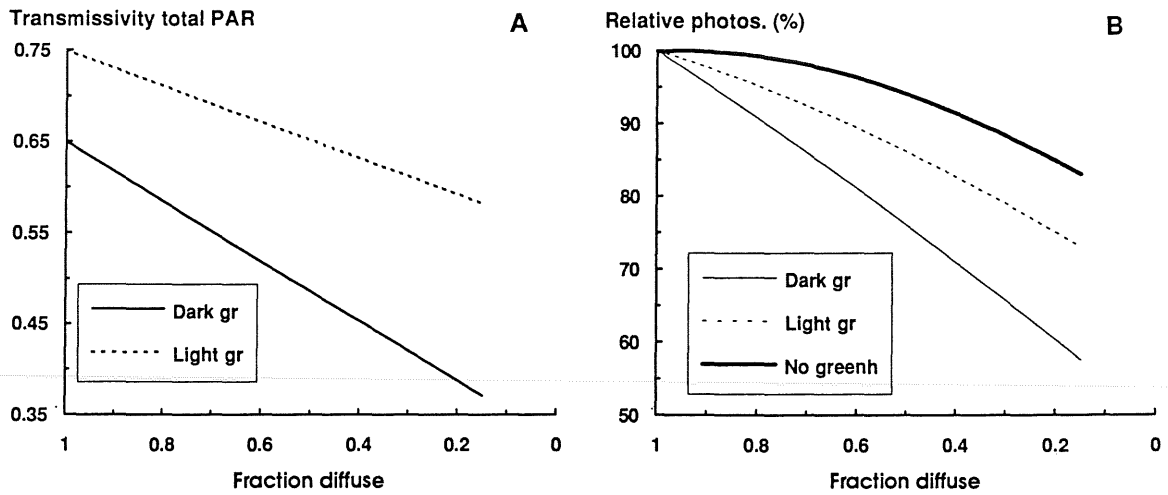 Transmissivity total PAR
A
0.75
0.65
0.55
0.45
0.35
Dark gr
Light gr
1
0.8
0.6
0.4
0.2
0
Fraction diffuse
Relative photos. (%)
B
100
90
80
70
60
50
Dark gr
Light gr
No greenh
1
0.8
0.6
0.4
0.2
0
Fraction diffuse